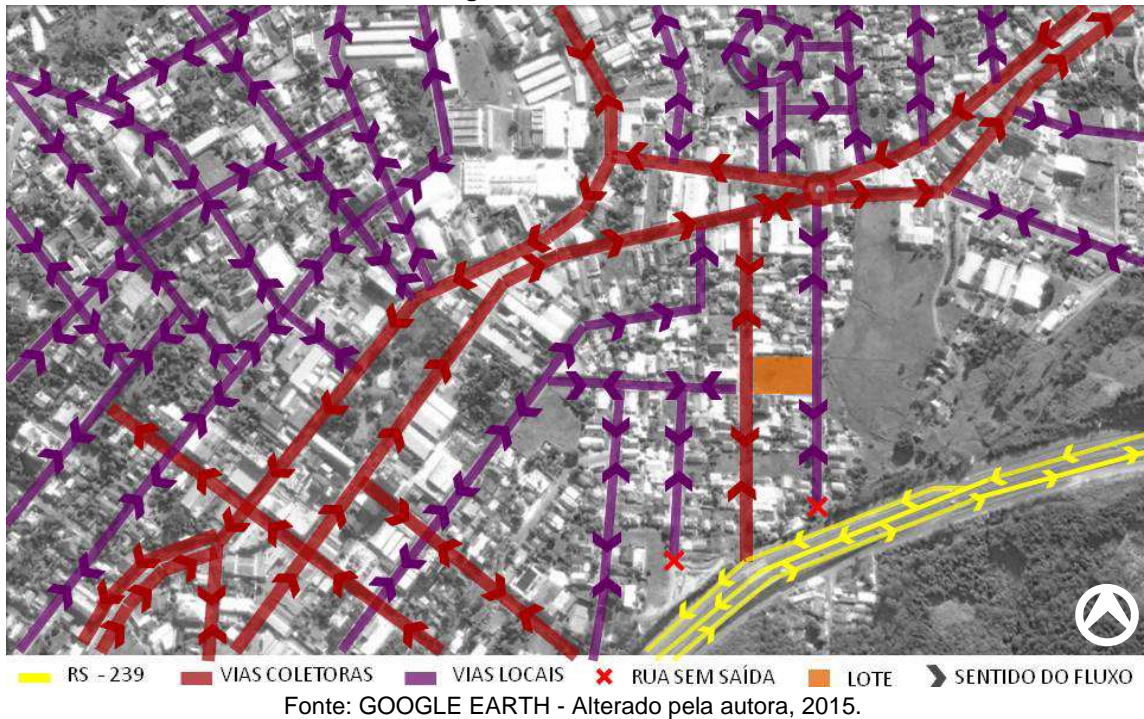 RS - 239 VIAS COLETORAS VIAS LOCAIS RUA SEM SAÍDA LOTE SENTIDO DO FLUXO
Fonte: GOOGLE EARTH - Alterado pela autora, 2015.